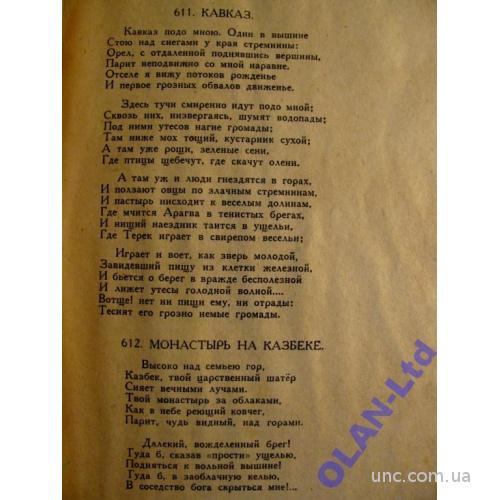 611. КАВКАЗ.
Кавказ подо мною. Один в вышине
Стою над снегами у края стремнины:
Орел, с отдаленной поднявшись вершины,
Парит неподвижно со мной наравне.
Отселе я вижу потоков рожденье
И первое грозных обвалов движенье.
Здесь тучи смиренно идут подо мной;
Сквозь них, низвергаясь, шумят водопады;
Под ними утесов нагие громады;
Там ниже мох тощий, кустарник сухой;
А там уже рощи, зеленые сени,
Где птицы щебечут, где скачут олени.
А там уж и люди гнездятся в горах,
И ползают овцы по злачным стремнинам,
И пастырь нисходит к веселым долинам,
Где мчится Арагва в тенистых брегах,
И нищий наездник таится в ущельи,
Где Терек играет в свирепом весельи;
Играет и воет, как зверь молодой,
Завидевший пищу из клетки железной,
И бьется о берег в вражде бесполезной
И лижет утесы голодной волной....
Вотще! нет ни пищи ему, ни отрады:
Теснят его грозно немые громады.
612. МОНАСТЫРЬ НА КАЗБЕКЕ.
Высоко над семьею гор,
Казбек, твой царственный шатёр
Сияет вечными лучами.
Твой монастырь за облаками,
Как в небе реющий ковчег,
Парит, чудь видный, над горами.
Далекий, вожделенный брег!
Туда б, сказав «прости» ущелью,
Подняться к вольной вышине!
Туда б, в заоблачную келью,
В соседство бога скрыться мне!...
OLAN-Ltd
unc.com.ua